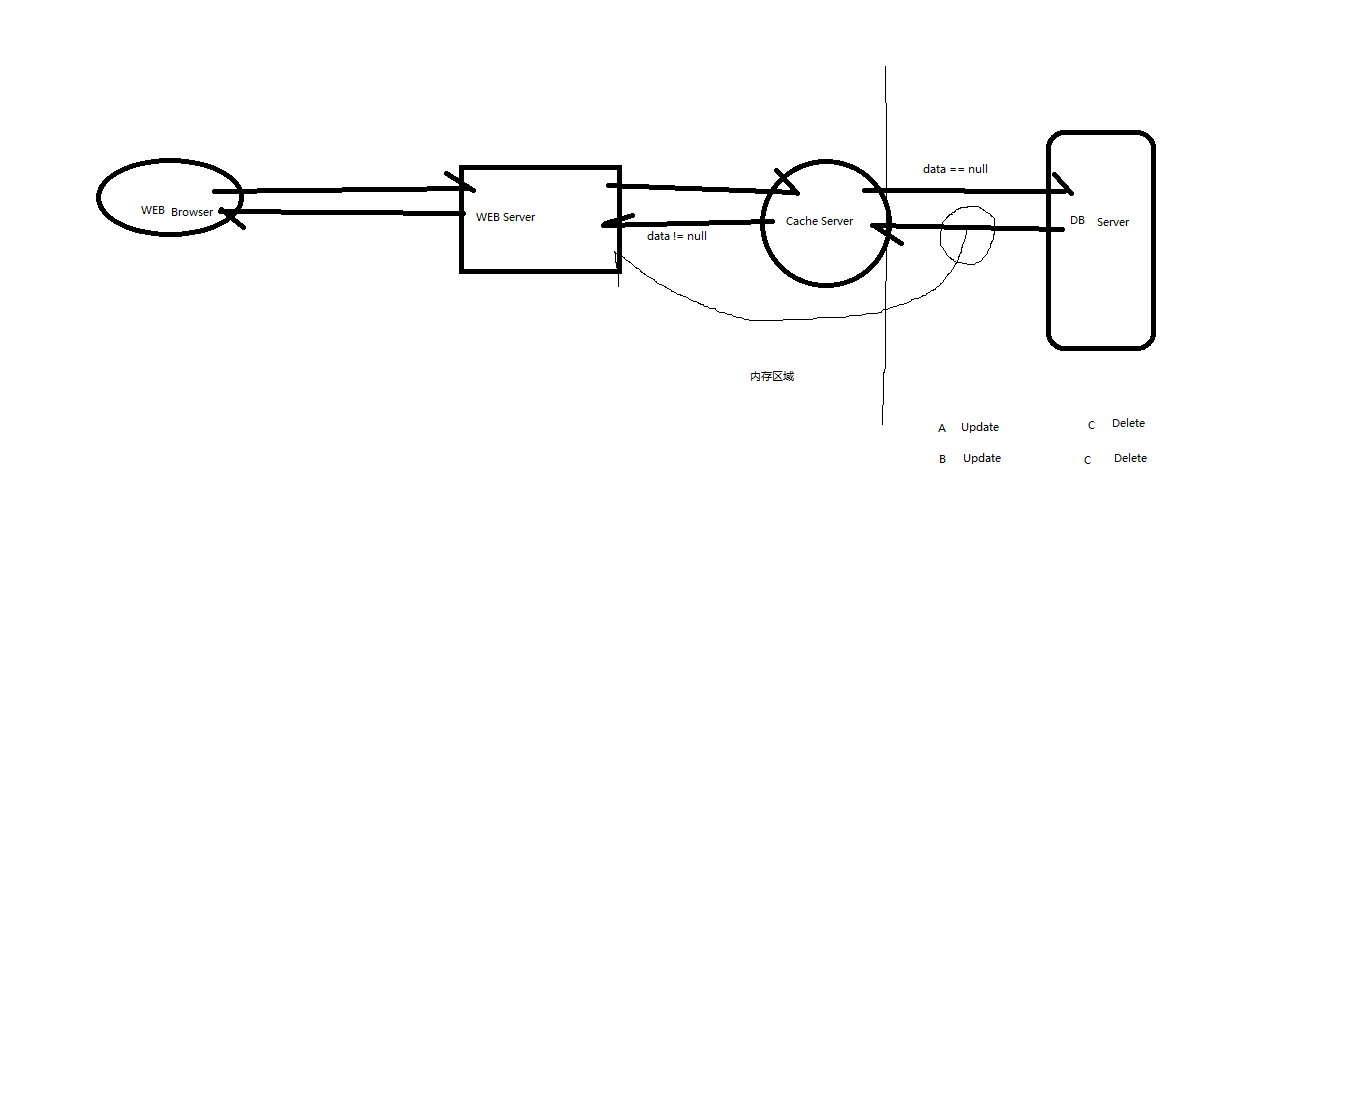 data == null
WEB Browser
WEB Server
Cache Server
DB Server
data != null
内存区域
A Update C Delete
B Update C Delete